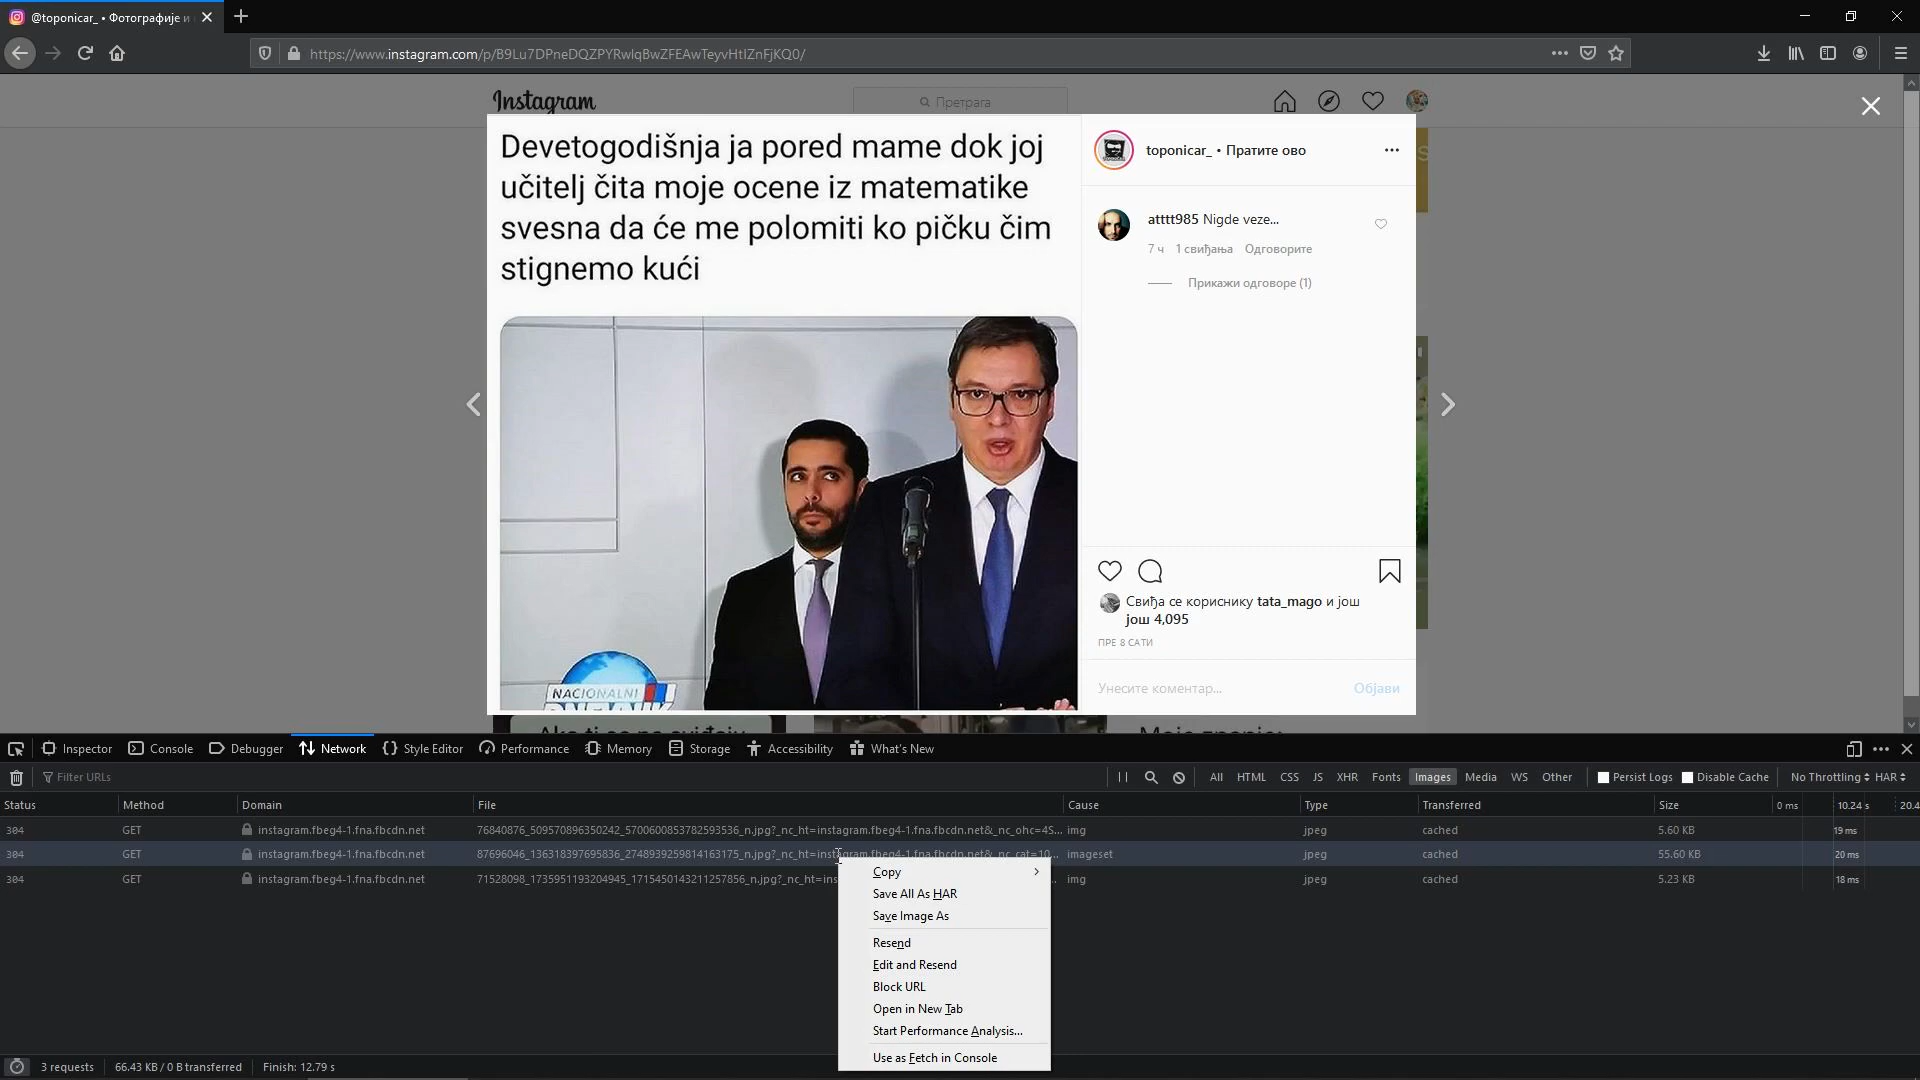 @toponicar_ • Фотографије и
https://www.instagram.com/p/B9Lu7DPneDQZPYRwlqBwZFEAwTeyvHtIZnFjKQ0/
Instagram
Претрага
Devetogodišnja ja pored mame dok joj
učitelj čita moje ocene iz matematike
svesna da će me polomiti ko pičku čim
stignemo kući
NACIONALNI
toponicar_ • Пратите ово
atttt985 Nigde veze...
7 ч 1 свиђања Одговорите
Прикажи одговоре (1)
Свиђа се кориснику tata_mago и још
још 4,095
ПРЕ 8 САТИ
Унесите коментар...
Објави
Inspector Console Debugger Network Style Editor Performance Memory Storage Accessibility What's New
Filter URLs
All HTML CSS JS XHR Fonts Images Media WS Other Persist Logs Disable Cache No Throttling HAR
Status Method Domain File Cause Type Transferred Size 0 ms 10.24 s 20.4
304 GET instagram.fbeg4-1.fna.fbcdn.net 76840876_509570896350242_5700600853782593536_n.jpg?_nc_ht=instagram.fbeg4-1.fna.fbcdn.net&_nc_ohc=4S... img jpeg cached 5.60 KB 19 ms
304 GET instagram.fbeg4-1.fna.fbcdn.net 87696046_136318397695836_2748939259814163175_n.jpg?_nc_ht=instagram.fbeg4-1.fna.fbcdn.net&_nc_cat=10... imageset jpeg cached 55.60 KB 20 ms
304 GET instagram.fbeg4-1.fna.fbcdn.net 71528098_1735951193204945_1715450143211257856_n.jpg?_nc_ht=ins img jpeg cached 5.23 KB 18 ms
Copy
Save All As HAR
Save Image As
Resend
Edit and Resend
Block URL
Open in New Tab
Start Performance Analysis...
Use as Fetch in Console
3 requests 66.43 KB / 0 B transferred Finish: 12.79 s